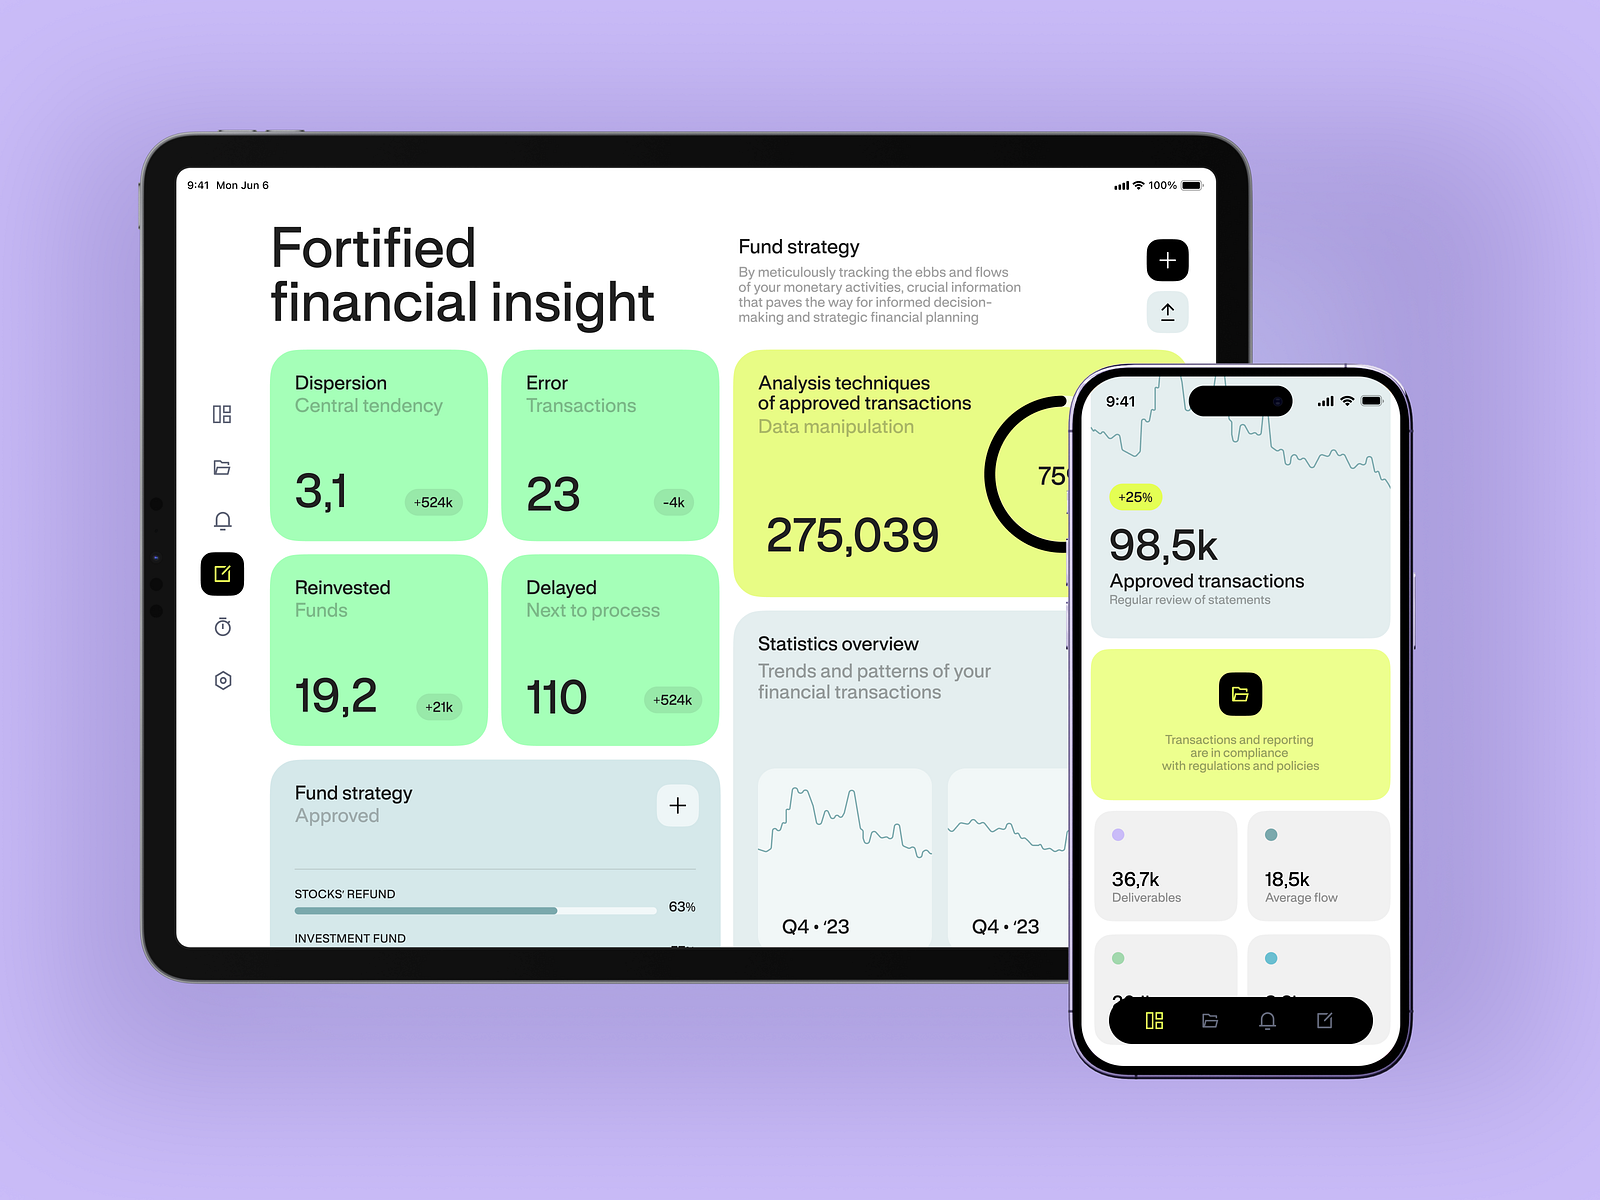 9:41 Mon Jun 6
100%
Fortified
financial insight
Fund strategy
By meticulously tracking the ebbs and flows
of your monetary activities, crucial information
that paves the way for informed decision-
making and strategic financial planning
Dispersion
Central tendency
3,1
+524k
Error
Transactions
23
-4k
Analysis techniques
of approved transactions
Data manipulation
275,039
Reinvested
Funds
19,2
+21k
Delayed
Next to process
110
+524k
Statistics overview
Trends and patterns of your
financial transactions
Q4 • ‘23
Q4 • ‘23
Fund strategy
Approved
STOCKS’ REFUND
63%
INVESTMENT FUND
9:41
+25%
98,5k
Approved transactions
Regular review of statements
Transactions and reporting
are in compliance
with regulations and policies
36,7k
Deliverables
18,5k
Average flow